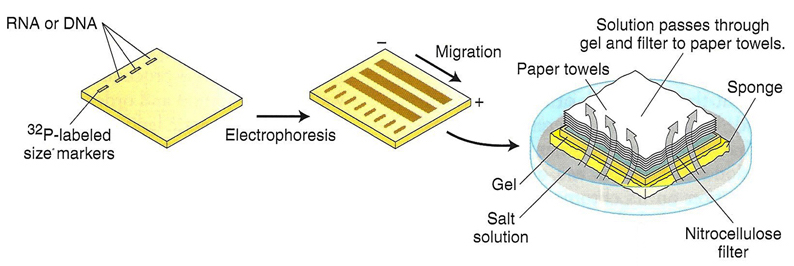 RNA or DNA
32P-labeled
size markers
Electrophoresis
−
Migration
+
Solution passes through
gel and filter to paper towels.
Paper towels
Sponge
Gel
Salt
solution
Nitrocellulose
filter